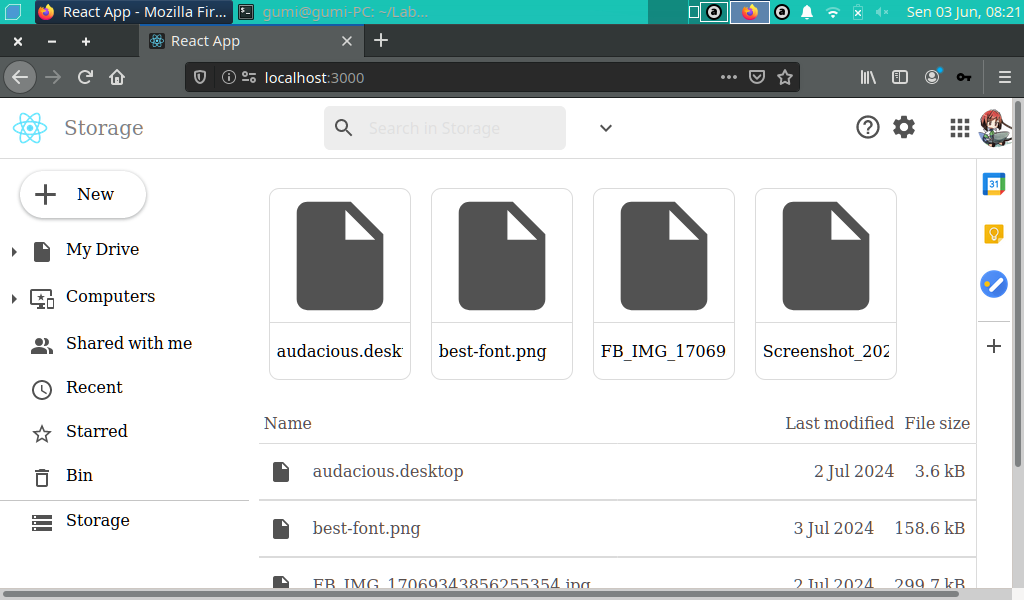 React App - Mozilla Fir...
gumi@gumi-PC: ~/Lab...
Sen 03 Jun, 08:21
React App
localhost:3000
Storage
Search in Storage
New
My Drive
Computers
Shared with me
Recent
Starred
Bin
Storage
audacious.desk
best-font.png
FB_IMG_17069
Screenshot_202
Name Last modified File size
audacious.desktop 2 Jul 2024 3.6 kB
best-font.png 3 Jul 2024 158.6 kB
FB_IMG_17069343856255354.jpg 2 Jul 2024 299.7 kB
31